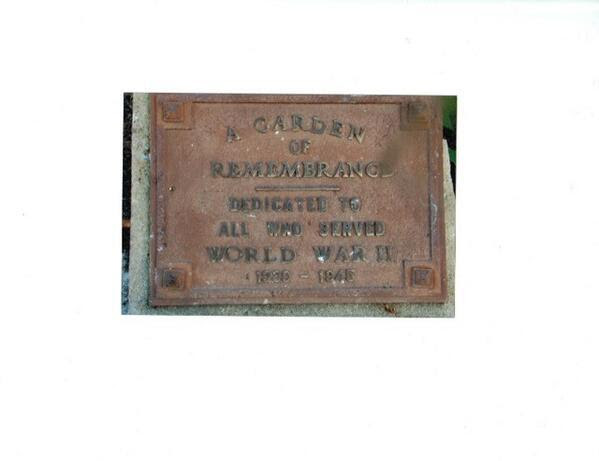 A GARDEN
OF
REMEMBRANCE
DEDICATED TO
ALL WHO SERVED
WORLD WAR II
1939 - 1945